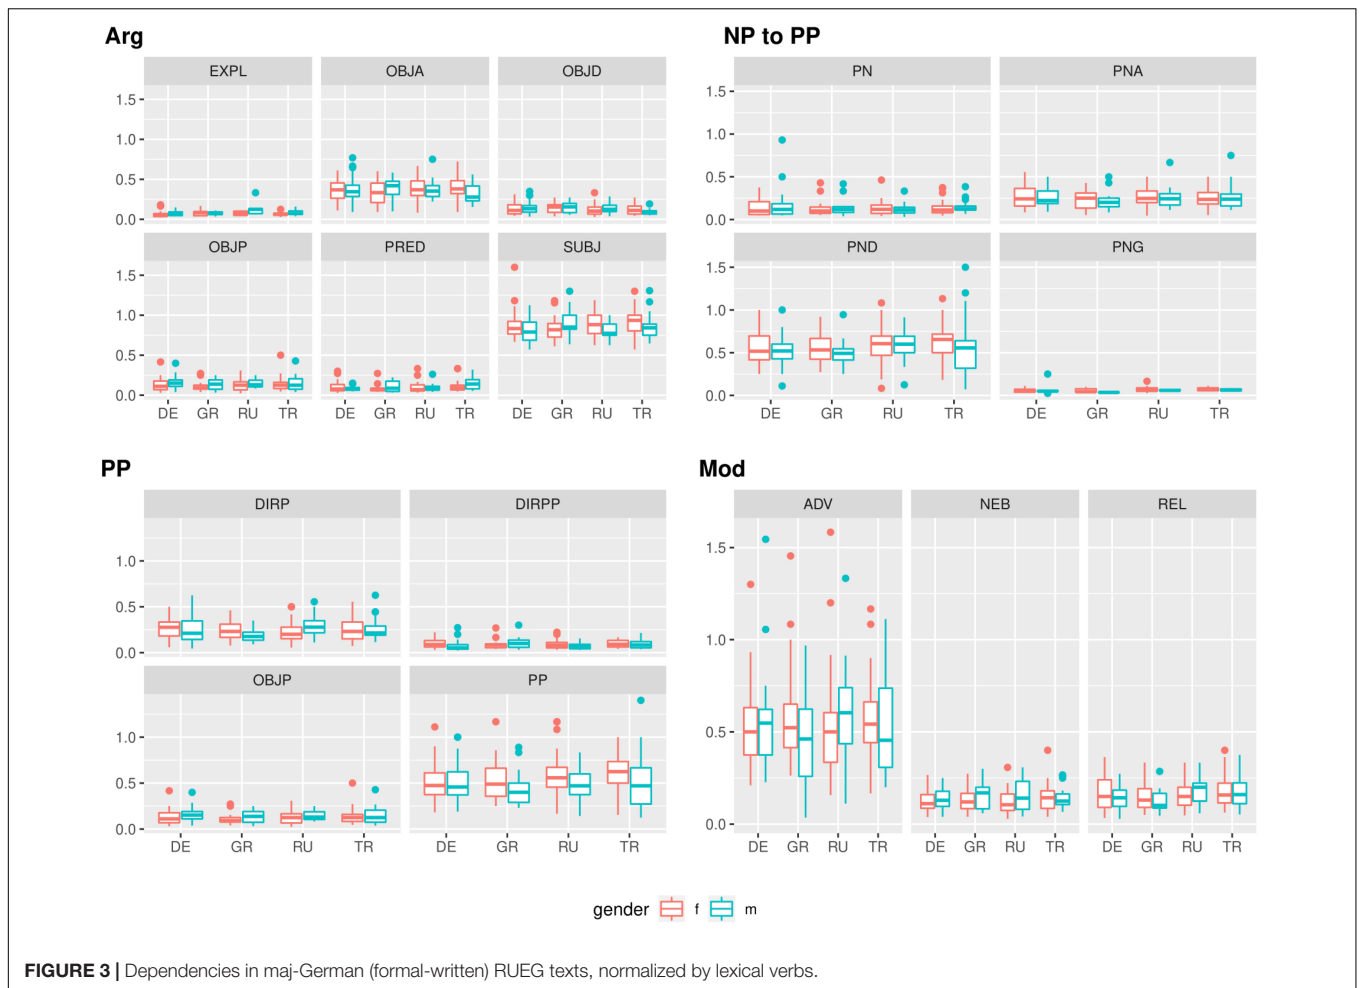 Arg
EXPL OBJA OBJD
1.5
1.0
0.5
0.0
OBJP PRED SUBJ
1.5
1.0
0.5
0.0
DE GR RU TR DE GR RU TR DE GR RU TR
NP to PP
PN PNA
1.5
1.0
0.5
0.0
PND PNG
1.5
1.0
0.5
0.0
DE GR RU TR DE GR RU TR
PP
DIRP DIRPP
1.0
0.5
0.0
OBJP PP
1.0
0.5
0.0
DE GR RU TR DE GR RU TR
Mod
ADV NEB REL
1.5
1.0
0.5
0.0
DE GR RU TR DE GR RU TR DE GR RU TR
gender f m
FIGURE 3 | Dependencies in maj-German (formal-written) RUEG texts, normalized by lexical verbs.